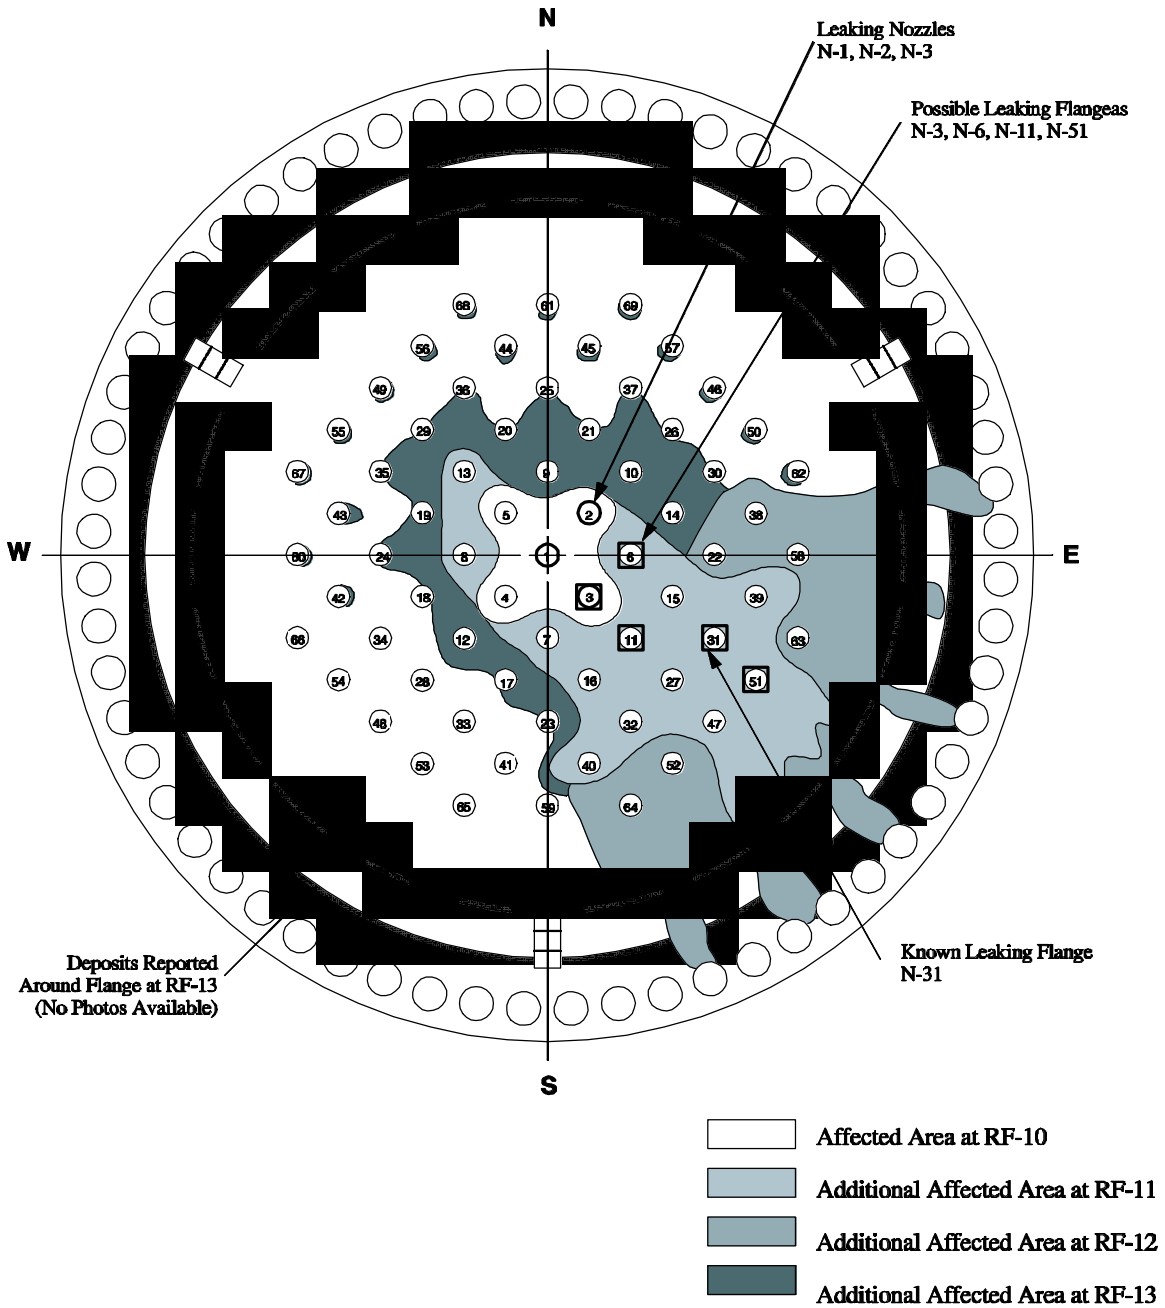 N
Leaking Nozzles
N-1, N-2, N-3
Possible Leaking Flangeas
N-3, N-6, N-11, N-51
68 61 69
56 44 45 57
49 36 25 37 46
55 29 20 21 26 50
67 35 13 9 10 30 62
43 19 5 2 14 38
W
60 24 8 6 22 58
E
42 18 4 3 15 39
66 34 12 7 11 31 63
54 28 17 16 27 51
48 33 23 32 47
53 41 40 52
65 59 64
Deposits Reported
Around Flange at RF-13
(No Photos Available)
Known Leaking Flange
N-31
S
Affected Area at RF-10
Additional Affected Area at RF-11
Additional Affected Area at RF-12
Additional Affected Area at RF-13